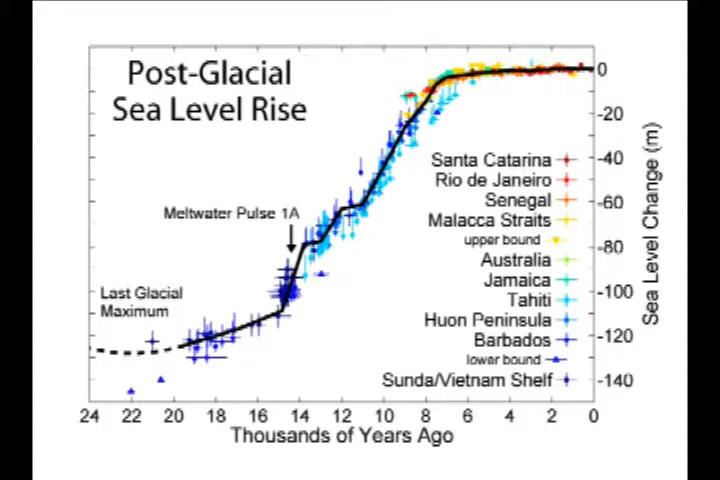 Post-Glacial
Sea Level Rise
Meltwater Pulse 1A
Last Glacial
Maximum
Santa Catarina
Rio de Janeiro
Senegal
Malacca Straits
upper bound
Australia
Jamaica
Tahiti
Huon Peninsula
Barbados
lower bound
Sunda/Vietnam Shelf
0
-20
-40
-60
-80
-100
-120
-140
Sea Level Change (m)
24 22 20 18 16 14 12 10 8 6 4 2 0
Thousands of Years Ago